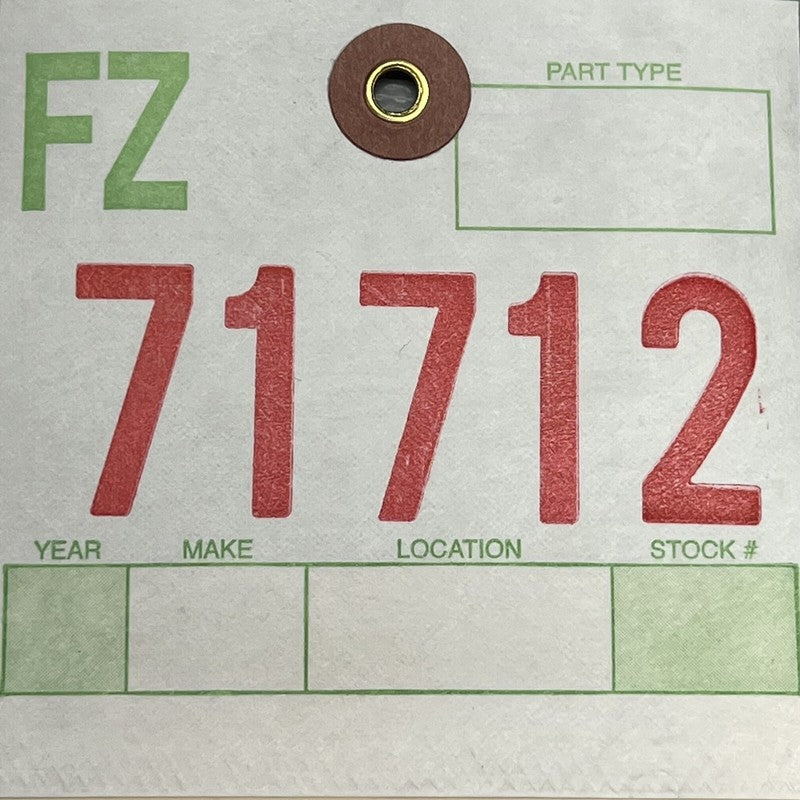 FZ
PART TYPE
71712
YEAR MAKE LOCATION STOCK #